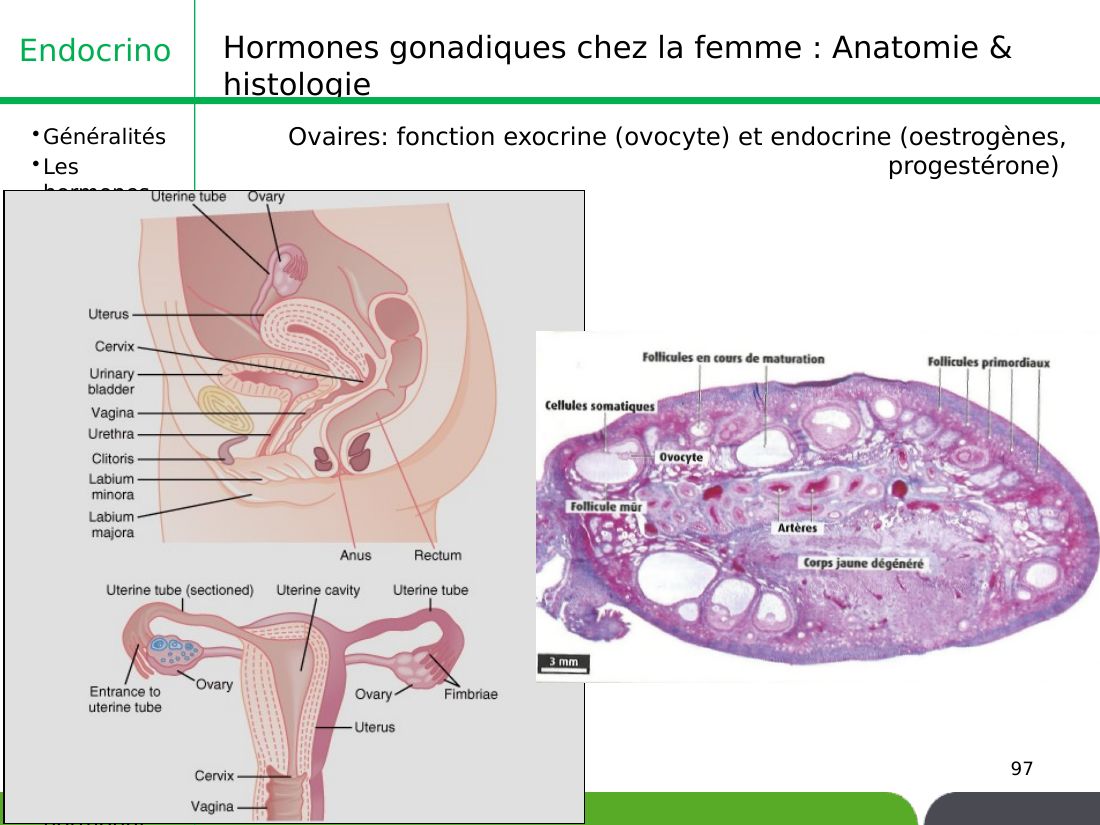 Endocrino
Hormones gonadiques chez la femme : Anatomie &
histologie
•Généralités
•Les
hormones
Ovaires: fonction exocrine (ovocyte) et endocrine (oestrogènes,
progestérone)
Uterine tube Ovary
Uterus
Cervix
Urinary
bladder
Vagina
Urethra
Clitoris
Labium
minora
Labium
majora
Anus Rectum
Uterine tube (sectioned) Uterine cavity Uterine tube
Entrance to
uterine tube
Ovary
Ovary
Fimbriae
Uterus
Cervix
Vagina
Follicules en cours de maturation
Follicules primordiaux
Cellules somatiques
Ovocyte
Follicule mûr
Artères
Corps jaune dégénéré
3 mm
97